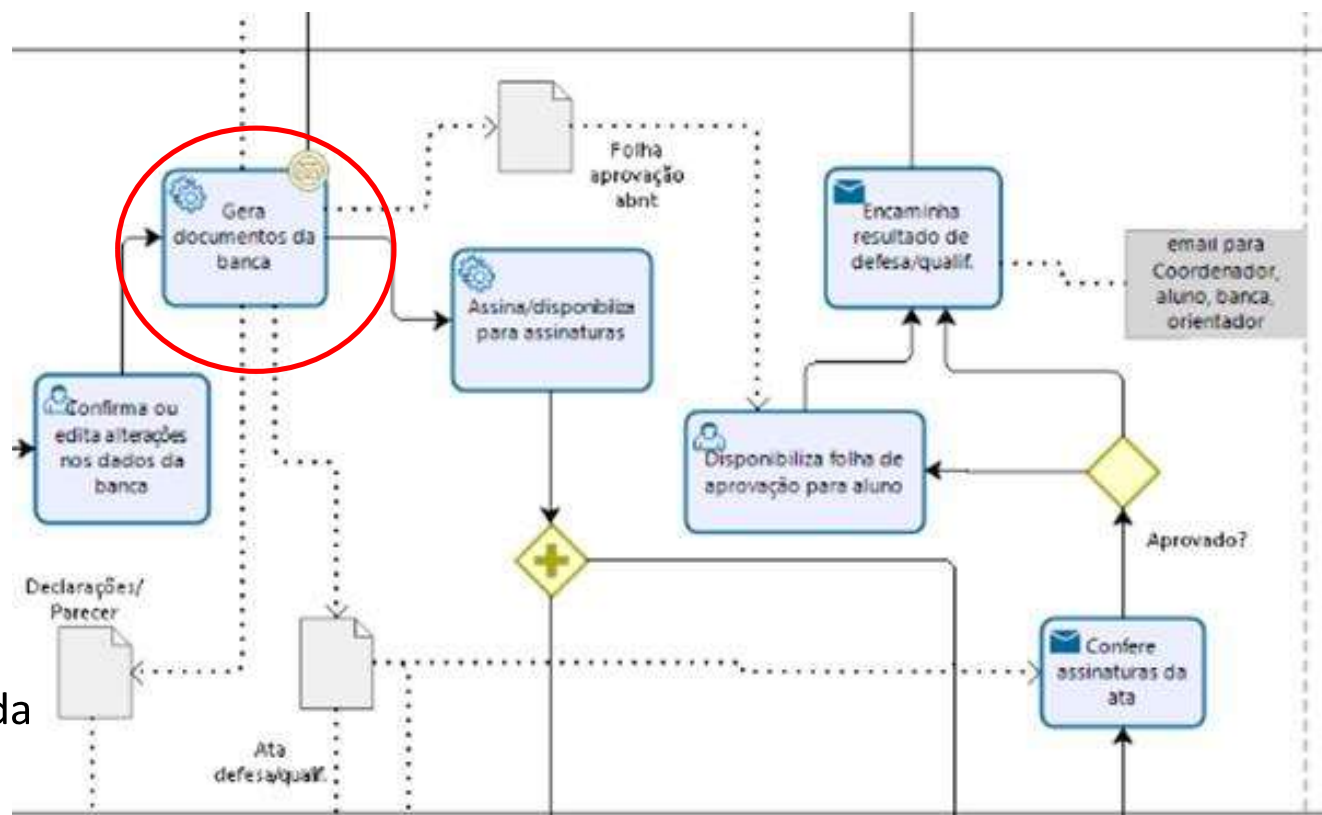 Folha
aprovação
abnt
Gera
documentos da
banca
Encaminha
resultado de
defesa/qualif.
email para
Coordenador,
aluno, banca,
orientador
Assina/disponibiliza
para assinaturas
Confirma ou
edita alterações
nos dados da
banca
Disponibiliza folha de
aprovação para aluno
Aprovado?
Declarações/
Parecer
Confere
assinaturas da
ata
da
Ata
defesa/qualif.